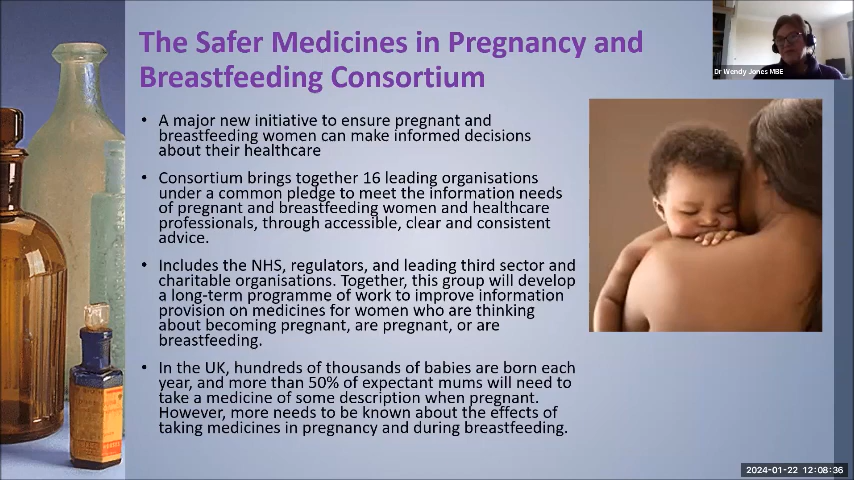 The Safer Medicines in Pregnancy and
Breastfeeding Consortium
Dr Wendy Jones MBE
• A major new initiative to ensure pregnant and
breastfeeding women can make informed decisions
about their healthcare
• Consortium brings together 16 leading organisations
under a common pledge to meet the information needs
of pregnant and breastfeeding women and healthcare
professionals, through accessible, clear and consistent
advice.
• Includes the NHS, regulators, and leading third sector and
charitable organisations. Together, this group will develop
a long-term programme of work to improve information
provision on medicines for women who are thinking
about becoming pregnant, are pregnant, or are
breastfeeding.
• In the UK, hundreds of thousands of babies are born each
year, and more than 50% of expectant mums will need to
take a medicine of some description when pregnant.
However, more needs to be known about the effects of
taking medicines in pregnancy and during breastfeeding.
2024-01-22 12:08:36